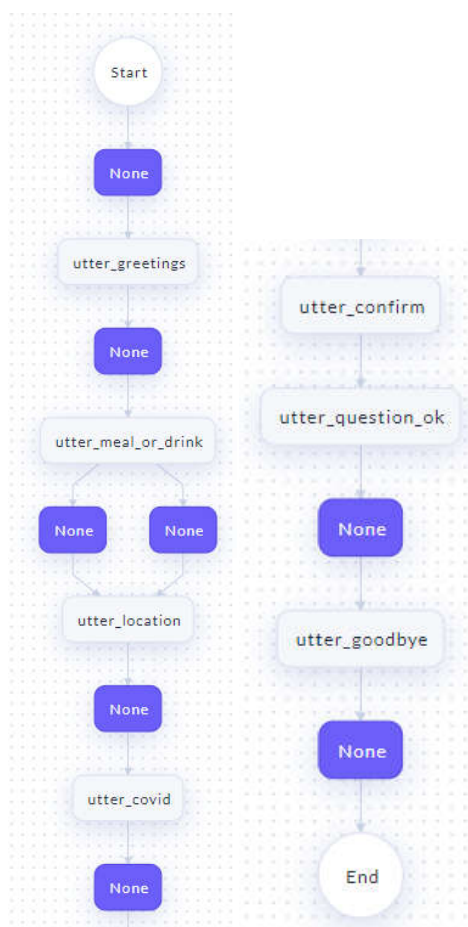 Start
None
utter_greetings
None
utter_meal_or_drink
None None
utter_location
None
utter_covid
None
utter_confirm
utter_question_ok
None
utter_goodbye
None
End